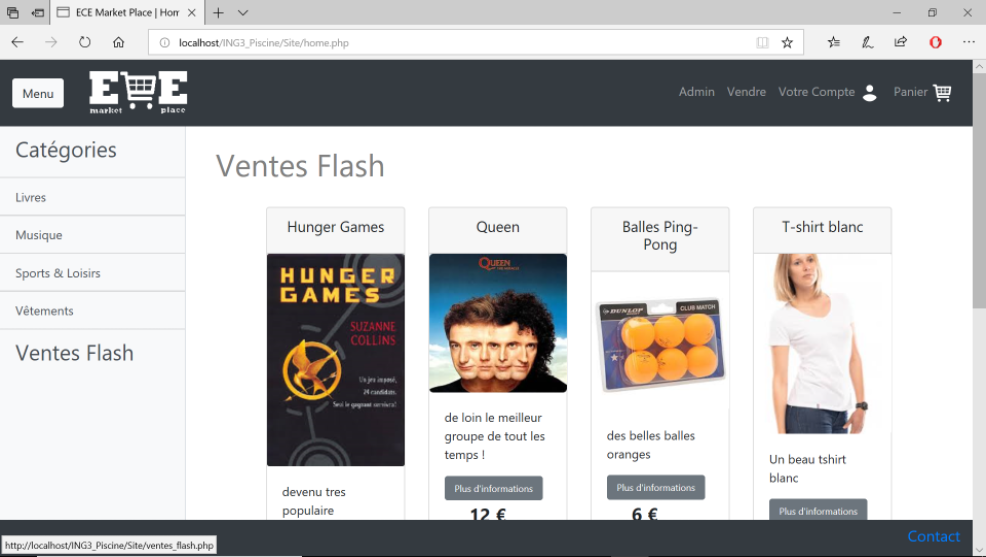 ECE Market Place | Hom
localhost/ING3_Piscine/Site/home.php
Menu
ECE
market place
Admin
Vendre
Votre Compte
Panier
Catégories
Livres
Musique
Sports & Loisirs
Vêtements
Ventes Flash
Ventes Flash
Hunger Games
HUNGER
GAMES
SUZANNE
COLLINS
Un jeu imposé,
24 candidats.
Seul le gagnant survivra!
devenu tres
populaire
Queen
QUEEN
de loin le meilleur
groupe de tout les
temps !
Plus d'informations
12 €
Balles Ping-
Pong
DUNLOP
CLUB MATCH
des belles balles
oranges
Plus d'informations
6 €
T-shirt blanc
Un beau tshirt
blanc
Plus d'informations
Contact
http://localhost/ING3_Piscine/Site/ventes_flash.php